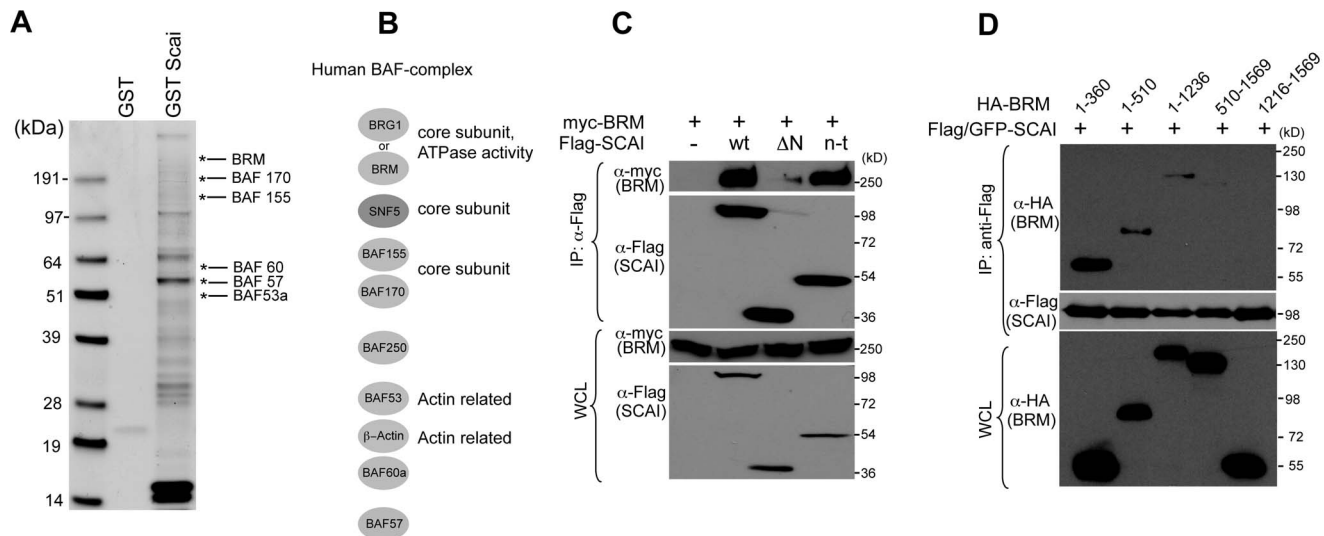 A
GST
GST Scai
(kDa)
191-
97-
64
51
39
28
19
14
* BRM
* BAF 170
* BAF 155
* BAF 60
* BAF 57
* BAF53a
B
Human BAF-complex
BRG1
or
BRM
core subunit,
ATPase activity
SNF5
core subunit
BAF155
BAF170
core subunit
BAF250
BAF53
Actin related
β-Actin
Actin related
BAF60a
BAF57
C
myc-BRM + + + +
Flag-SCAI - wt ΔN n-t
(kD)
IP: α-Flag
α-myc
(BRM)
250
α-Flag
(SCAI)
98
72
54
36
WCL
α-myc
(BRM)
250
α-Flag
(SCAI)
98
72
54
36
D
HA-BRM
1-360
1-510
1-1236
510-1569
1216-1569
Flag/GFP-SCAI + + + + +
(kD)
IP: anti-Flag
α-HA
(BRM)
250
130
98
72
55
α-Flag
(SCAI)
98
WCL
α-HA
(BRM)
250
130
98
72
55